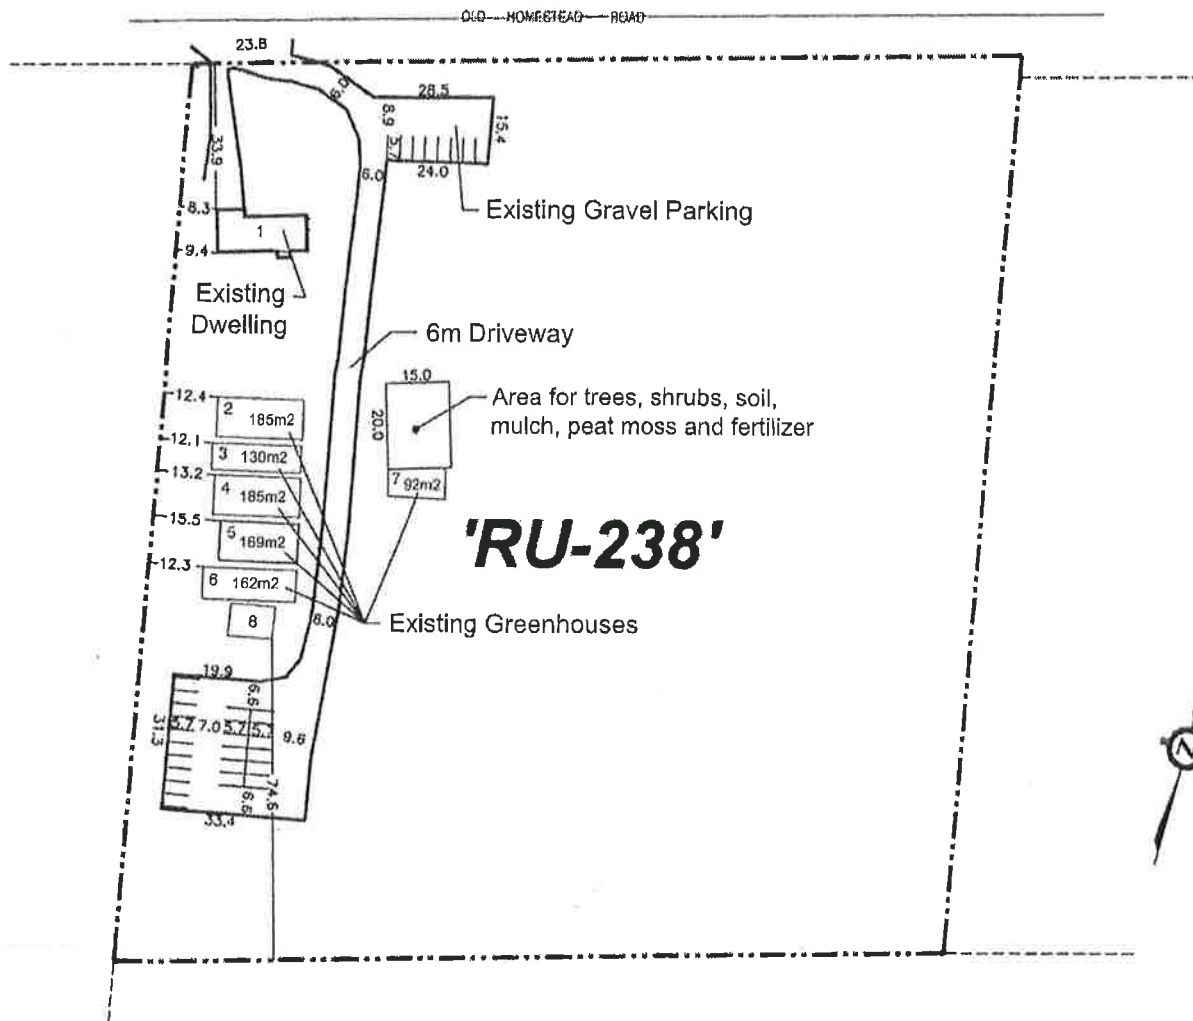 OLD HOMESTEAD ROAD
23.8
6.0
28.5
8.9
15.4
5.7
33.9
6.0
24.0
8.3
Existing Gravel Parking
1
9.4
Existing
Dwelling
6m Driveway
15.0
12.4
Area for trees, shrubs, soil,
mulch, peat moss and fertilizer
2
185m2
20.0
12.1
3 130m2
13.2
4 185m2
7 92m2
15.5
5 169m2
'RU-238'
12.3
6 162m2
8
Existing Greenhouses
19.9
6.6
31.3
5.7 7.0 5.7 5.7
9.6
74.6
6.6
33.4